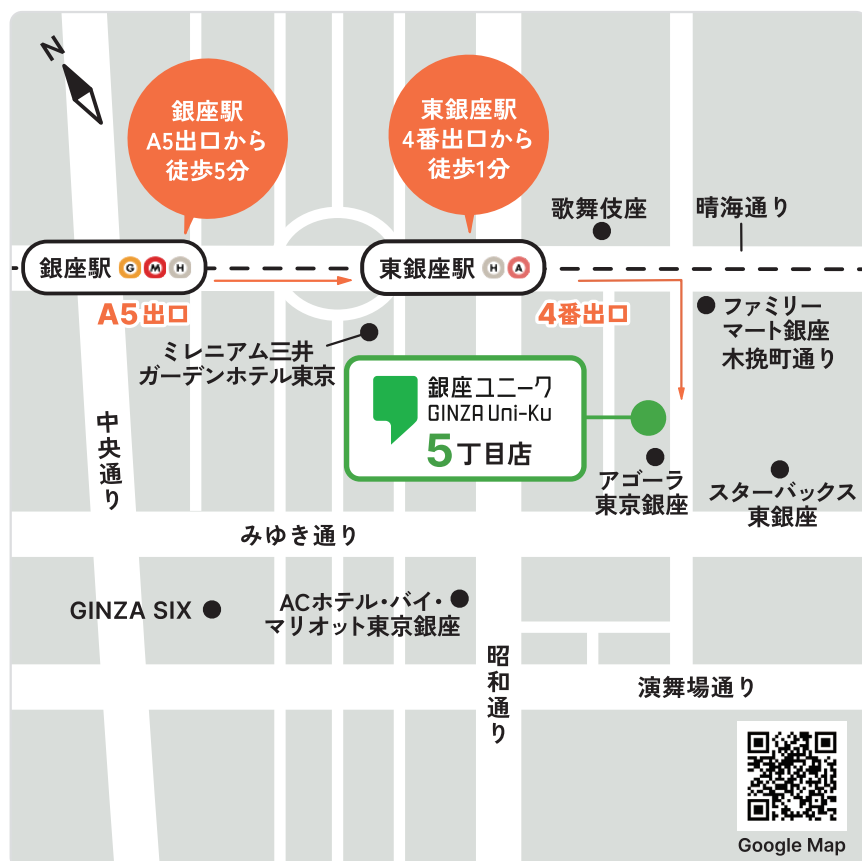 N
銀座駅
A5出口から
徒歩5分
東銀座駅
4番出口から
徒歩1分
歌舞伎座
晴海通り
銀座駅 G M H
東銀座駅 H A
A5出口
4番出口
ファミリー
マート銀座
木挽町通り
ミレニアム三井
ガーデンホテル東京
銀座ユニーク
GINZA Uni-Ku
5丁目店
中央通り
アゴーラ
東京銀座
スターバックス
東銀座
みゆき通り
GINZA SIX
ACホテル・バイ・
マリオット東京銀座
昭和通り
演舞場通り
Google Map